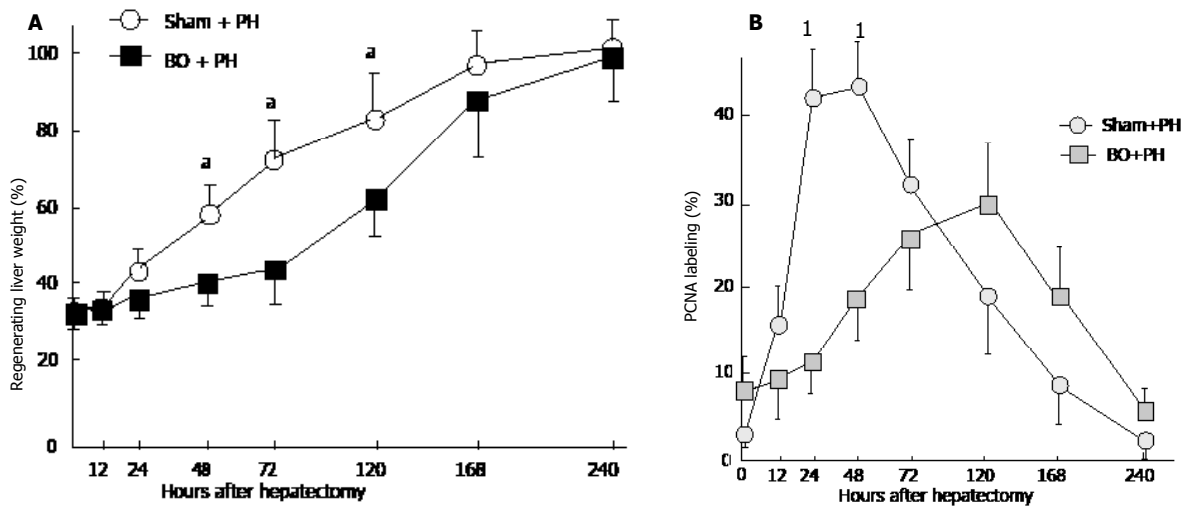 A
Sham + PH
BO + PH
Regenerating liver weight (%)
100
80
60
40
20
0
a
a
a
12 24 48 72 120 168 240
Hours after hepatectomy
B
1 1
Sham+PH
BO+PH
PCNA labeling (%)
40
30
20
10
0
0 12 24 48 72 120 168 240
Hours after hepatectomy